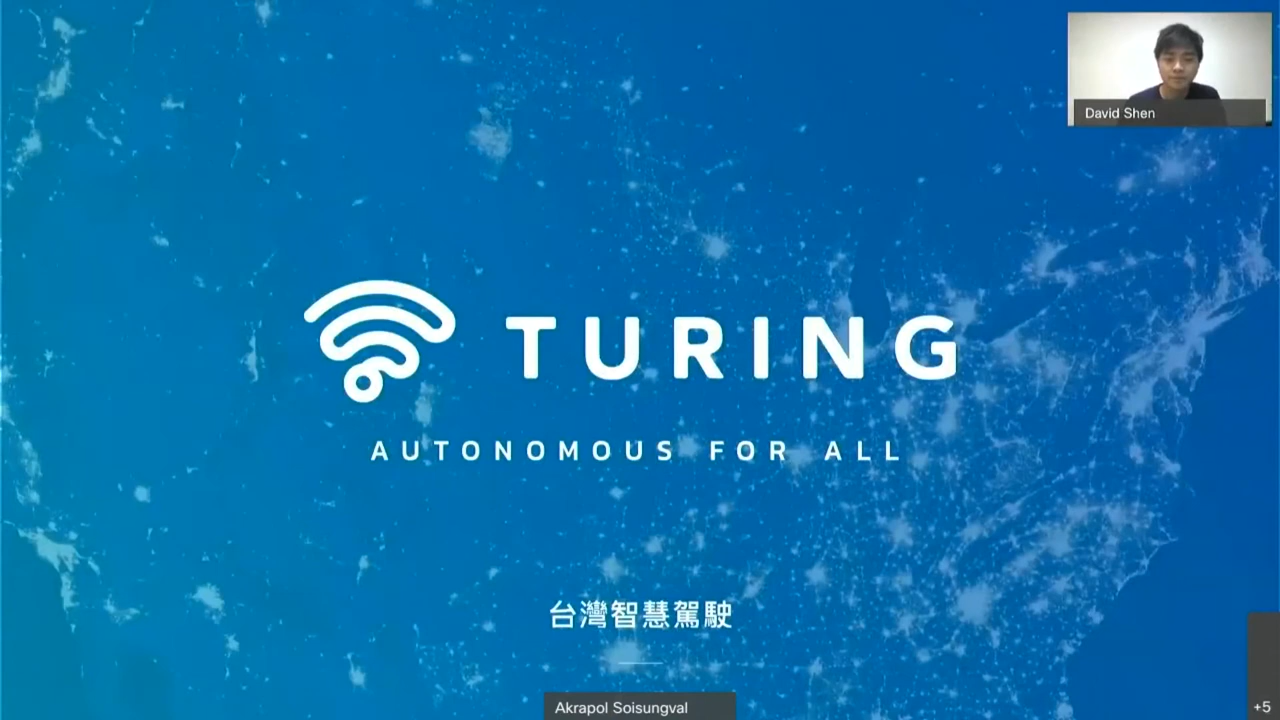 David Shen
TURING
AUTONOMOUS FOR ALL
台灣智慧駕駛
Akrapol Soisungval
+5